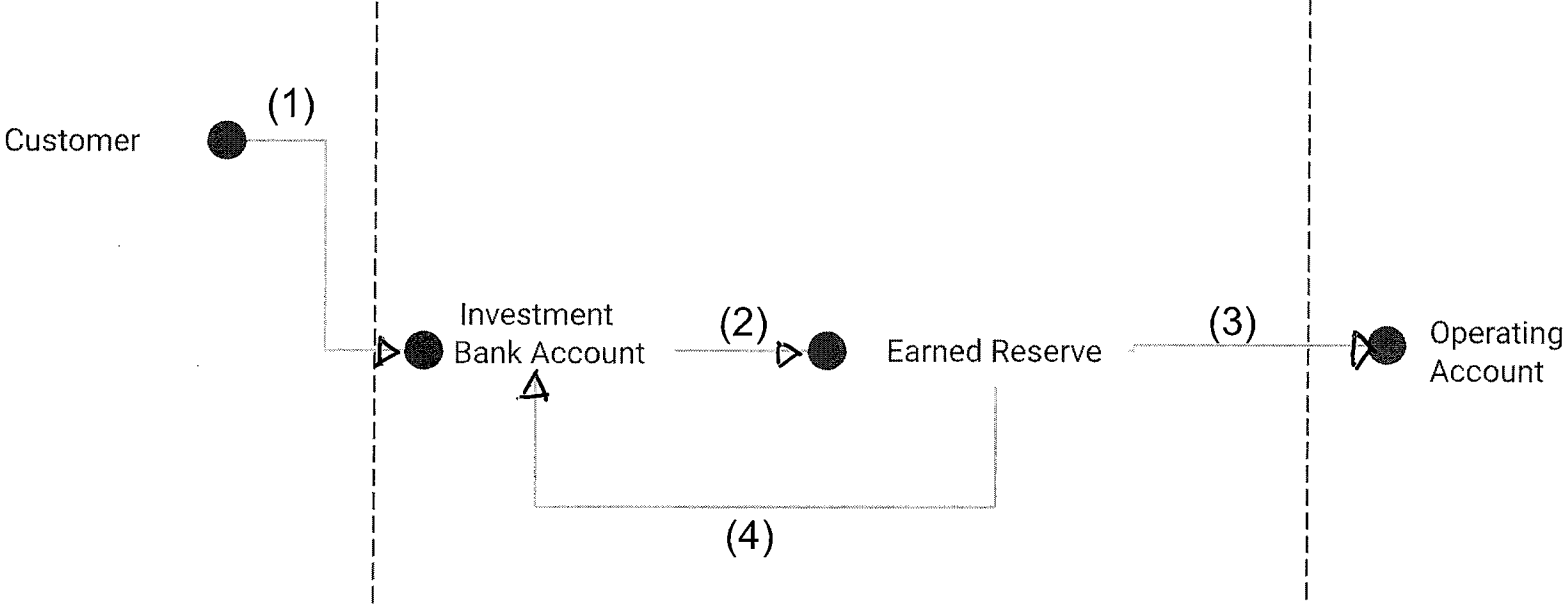 (1)
Customer
Investment
Bank Account
(2)
Earned Reserve
(3)
Operating
Account
(4)